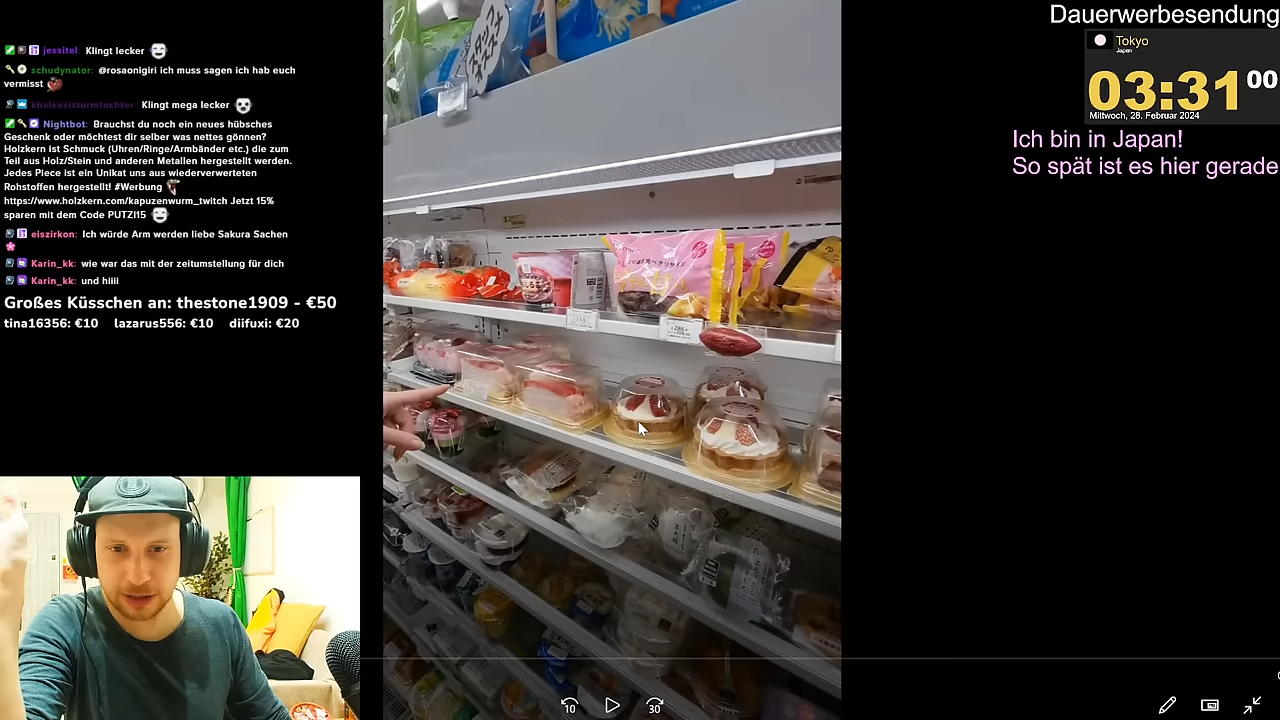 jessitel: Klingt lecker
schudynator: @rosaonigiri ich muss sagen ich hab euch
vermisst
khaleesisturmtochter Klingt mega lecker
Nightbot: Brauchst du noch ein neues hübsches
Geschenk oder möchtest dir selber was nettes gönnen?
Holzkern ist Schmuck (Uhren/Ringe/Armbänder etc.) die zum
Teil aus Holz/Stein und anderen Metallen hergestellt werden.
Jedes Piece ist ein Unikat uns aus wiederverwerteten
Rohstoffen hergestellt! #Werbung
https://www.holzkern.com/kapuzenwurm_twitch Jetzt 15%
sparen mit dem Code PUTZI15
eiszirkon: Ich würde Arm werden liebe Sakura Sachen
Karin_kk: wie war das mit der zeitumstellung für dich
Karin_kk: und hiiii
Großes Küsschen an: thestone1909 - €50
tina16356: €10 lazarus556: €10 diifuxi: €20
Dauerwerbesendung
Tokyo
Japan
03:31 00
Mittwoch, 28. Februar 2024
Ich bin in Japan!
So spät ist es hier gerade
10
30